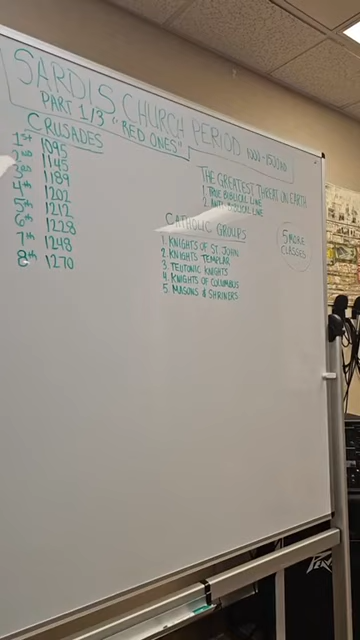 SARDIS CHURCH PERIOD 1000-1500AD
PART 1/3 "RED ONES"
CRUSADES
1st 1095
2nd 1145
3rd 1189
4th 1202
5th 1212
6th 1228
7th 1248
8th 1270
THE GREATEST THREAT ON EARTH
1. TRUE BIBLICAL LINE
2. ANTI-BIBLICAL LINE
CATHOLIC GROUPS
1. KNIGHTS OF ST. JOHN
2. KNIGHTS TEMPLAR
3. TEUTONIC KNIGHTS
4. KNIGHTS OF COLUMBUS
5. MASONS & SHRINERS
5 MORE
CLASSES
PEAVEY